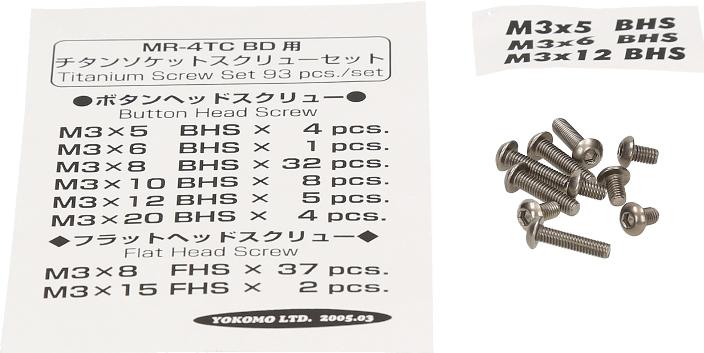 MR-4TC BD 用
チタンソケットスクリューセット
Titanium Screw Set 93 pcs./set
●ボタンヘッドスクリュー●
Button Head Screw
M3×5 BHS × 4 pcs.
M3×6 BHS × 1 pcs.
M3×8 BHS × 32 pcs.
M3×10 BHS × 8 pcs.
M3×12 BHS × 5 pcs.
M3×20 BHS × 4 pcs.
◆フラットヘッドスクリュー◆
Flat Head Screw
M3×8 FHS × 37 pcs.
M3×15 FHS × 2 pcs.
YOKOMO LTD. 2005.03
M3x5 BHS
M3x6 BHS
M3x12 BHS